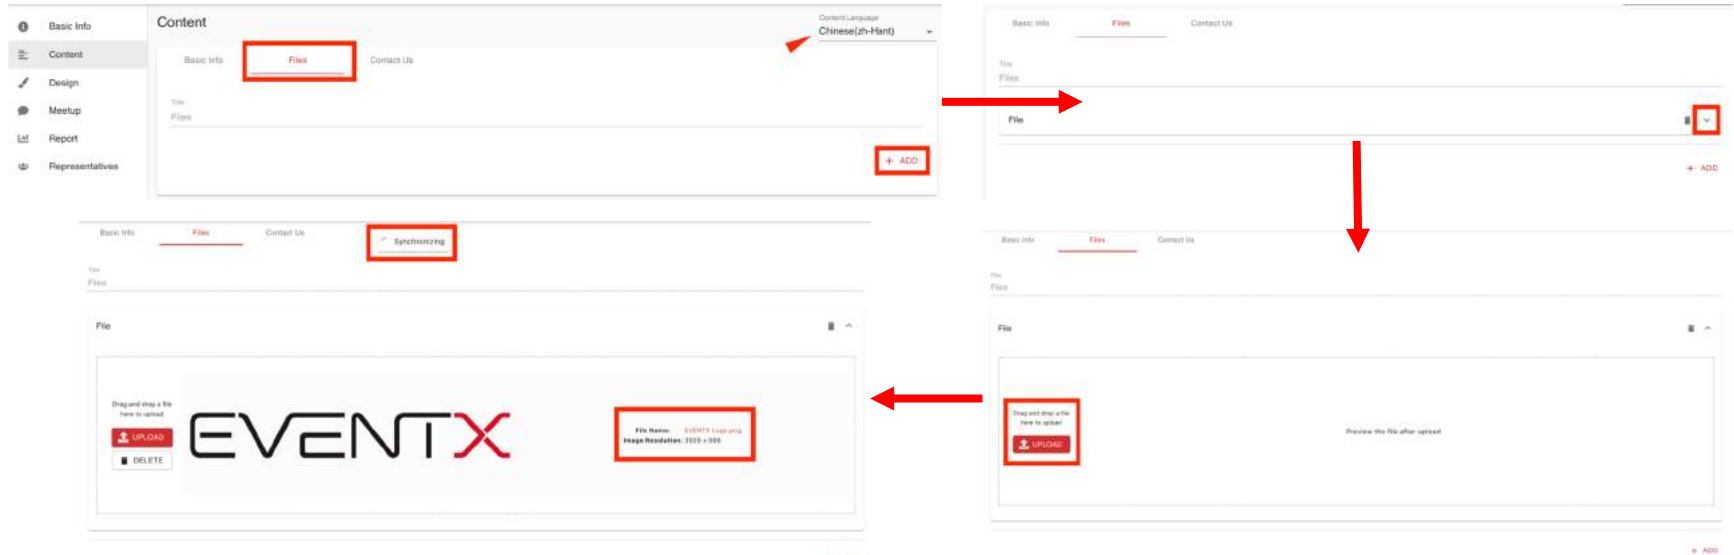 Basic Info
Content
Design
Meetup
Report
Representatives
Content
Content Language
Chinese(zh-Hant)
Basic Info
Files
Contact Us
Title
Files
+ ADD
Basic Info
Files
Contact Us
Title
Files
File
+ ADD
Basic Info
Files
Contact Us
Synchronizing
Title
Files
File
Drag and drop a file
here to upload
UPLOAD
DELETE
EVENTX
File Name: EVENTX Logo.png
Image Resolution:
Basic Info
Files
Contact Us
Title
Files
File
Drag and drop a file
here to upload
UPLOAD
Preview the file after upload
+ ADD